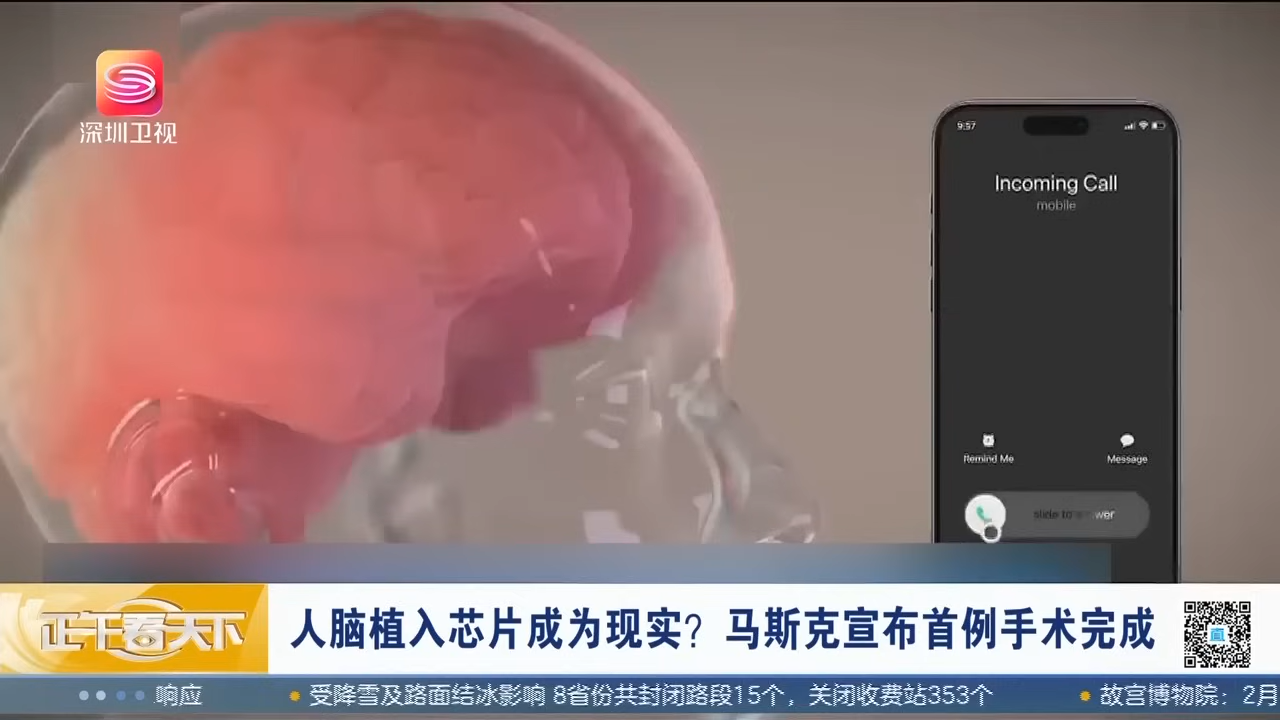 深圳卫视
9:57
Incoming Call
mobile
Remind Me
Message
slide to answer
正午看天下
人脑植入芯片成为现实？马斯克宣布首例手术完成
响应
受降雪及路面结冰影响 8省份共封闭路段15个，关闭收费站353个
故宫博物院：2月